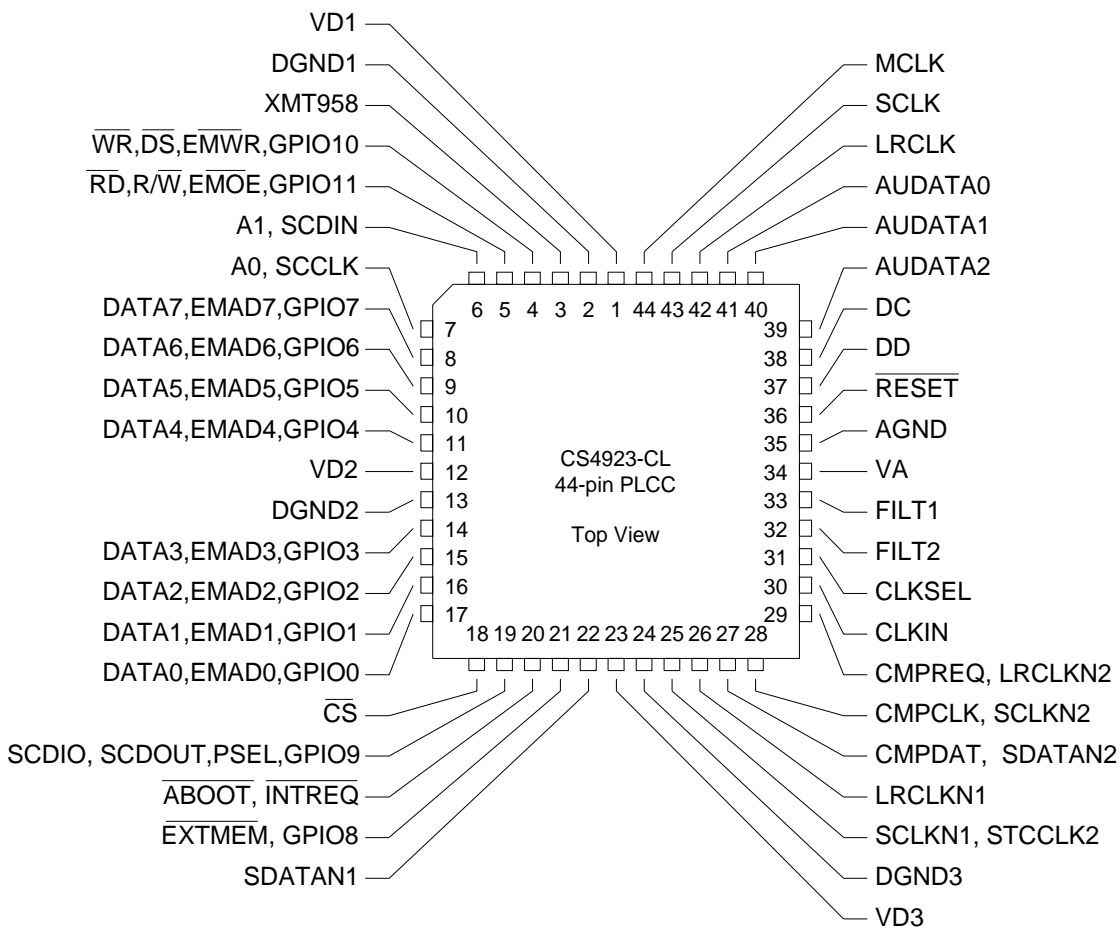 VD1
DGND1
XMT958
WR,DS,EMWR,GPIO10
RD,R/W,EMOE,GPIO11
A1, SCDIN
A0, SCCLK
DATA7,EMAD7,GPIO7
DATA6,EMAD6,GPIO6
DATA5,EMAD5,GPIO5
DATA4,EMAD4,GPIO4
VD2
DGND2
DATA3,EMAD3,GPIO3
DATA2,EMAD2,GPIO2
DATA1,EMAD1,GPIO1
DATA0,EMAD0,GPIO0
CS
SCDIO, SCDOUT,PSEL,GPIO9
ABOOT, INTREQ
EXTMEM, GPIO8
SDATAN1
MCLK
SCLK
LRCLK
AUDATA0
AUDATA1
AUDATA2
DC
DD
RESET
AGND
VA
FILT1
FILT2
CLKSEL
CLKIN
CMPREQ, LRCLKN2
CMPCLK, SCLKN2
CMPDAT, SDATAN2
LRCLKN1
SCLKN1, STCCLK2
DGND3
VD3
6 5 4 3 2 1 44 43 42 41 40
7
8
9
10
11
12
13
14
15
16
17
39
38
37
36
35
34
33
32
31
30
29
18 19 20 21 22 23 24 25 26 27 28
CS4923-CL
44-pin PLCC
Top View